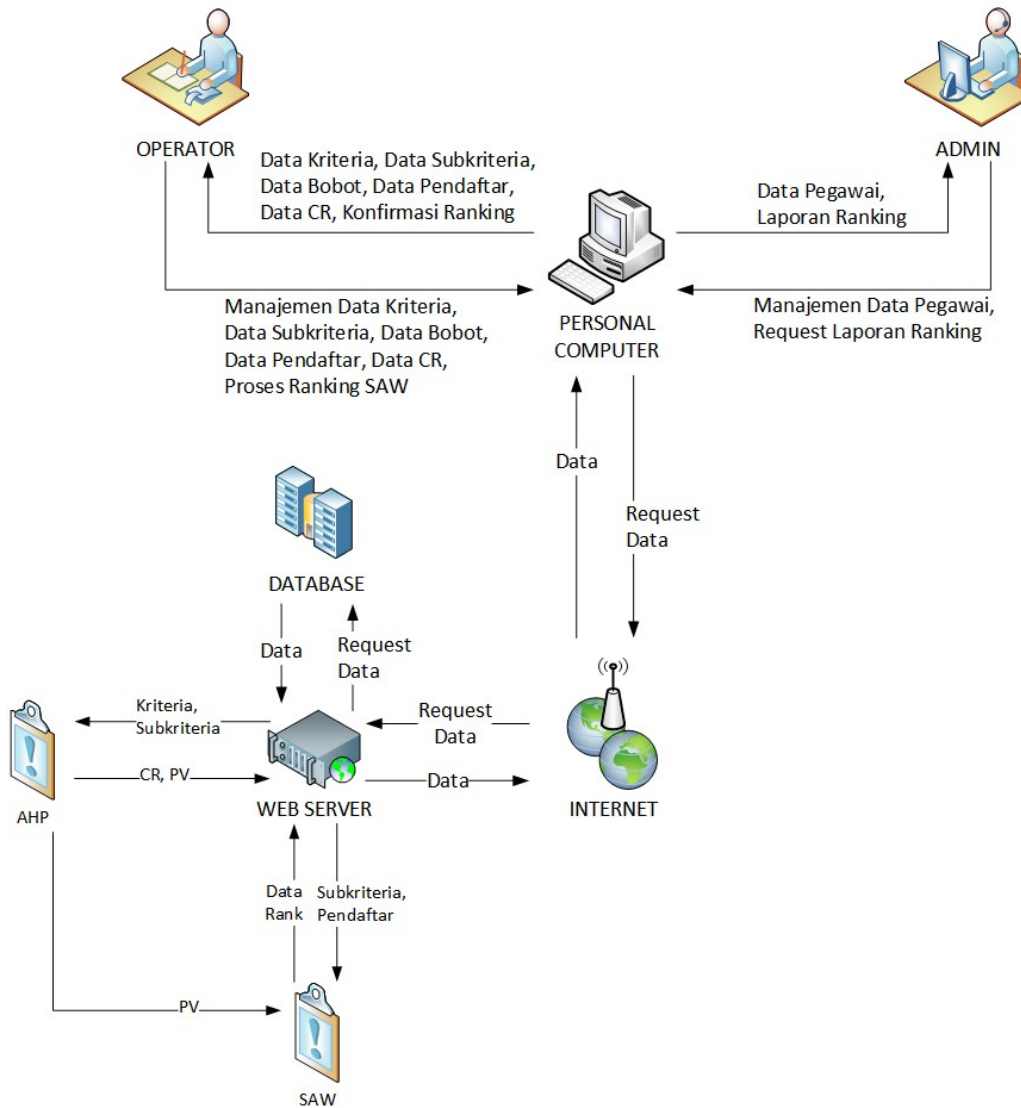 OPERATOR
ADMIN
Data Kriteria, Data Subkriteria,
Data Bobot, Data Pendaftar,
Data CR, Konfirmasi Ranking
Data Pegawai,
Laporan Ranking
Manajemen Data Kriteria,
Data Subkriteria, Data Bobot,
Data Pendaftar, Data CR,
Proses Ranking SAW
PERSONAL
COMPUTER
Manajemen Data Pegawai,
Request Laporan Ranking
Data
Request
Data
DATABASE
Data
Request
Data
Kriteria,
Subkriteria
Request
Data
CR, PV
Data
AHP
WEB SERVER
INTERNET
Data
Rank
Subkriteria,
Pendaftar
PV
SAW